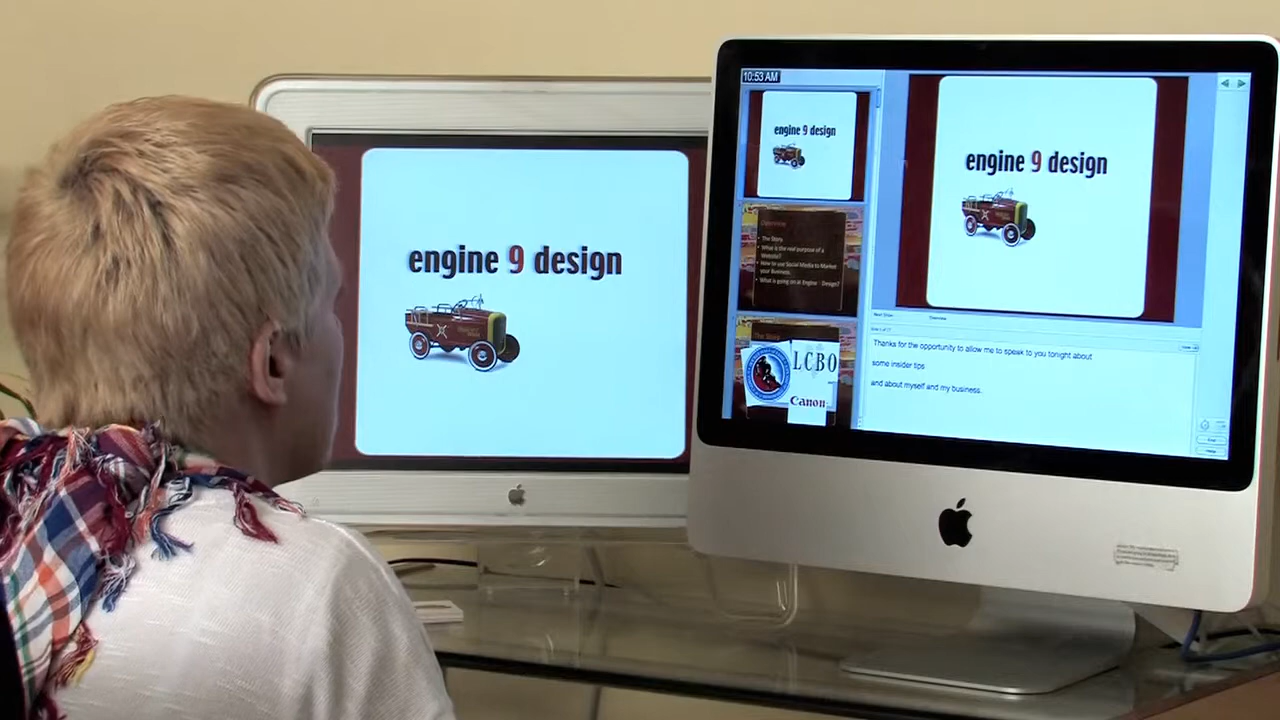 engine 9 design
10:53 AM
engine 9 design
Overview
The Story
What is the real purpose of a
Website?
How to use Social Media to Market
your Business.
What is going on at Engine Design?
The Story
LCBO
Canon
engine 9 design
Thanks for the opportunity to allow me to speak to you tonight about
some insider tips
and about myself and my business.